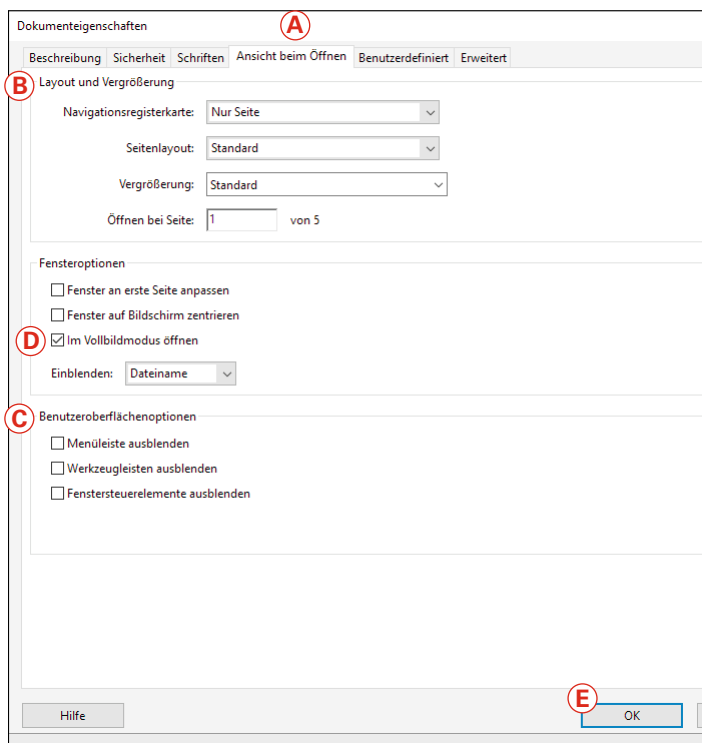 Dokumenteigenschaften
A
Beschreibung Sicherheit Schriften Ansicht beim Öffnen Benutzerdefiniert Erweitert
B Layout und Vergrößerung
Navigationsregisterkarte: Nur Seite
Seitenlayout: Standard
Vergrößerung: Standard
Öffnen bei Seite: 1 von 5
Fensteroptionen
Fenster an erste Seite anpassen
Fenster auf Bildschirm zentrieren
D Im Vollbildmodus öffnen
Einblenden: Dateiname
C Benutzeroberflächenoptionen
Menüleiste ausblenden
Werkzeugleisten ausblenden
Fenstersteuerelemente ausblenden
E
Hilfe OK